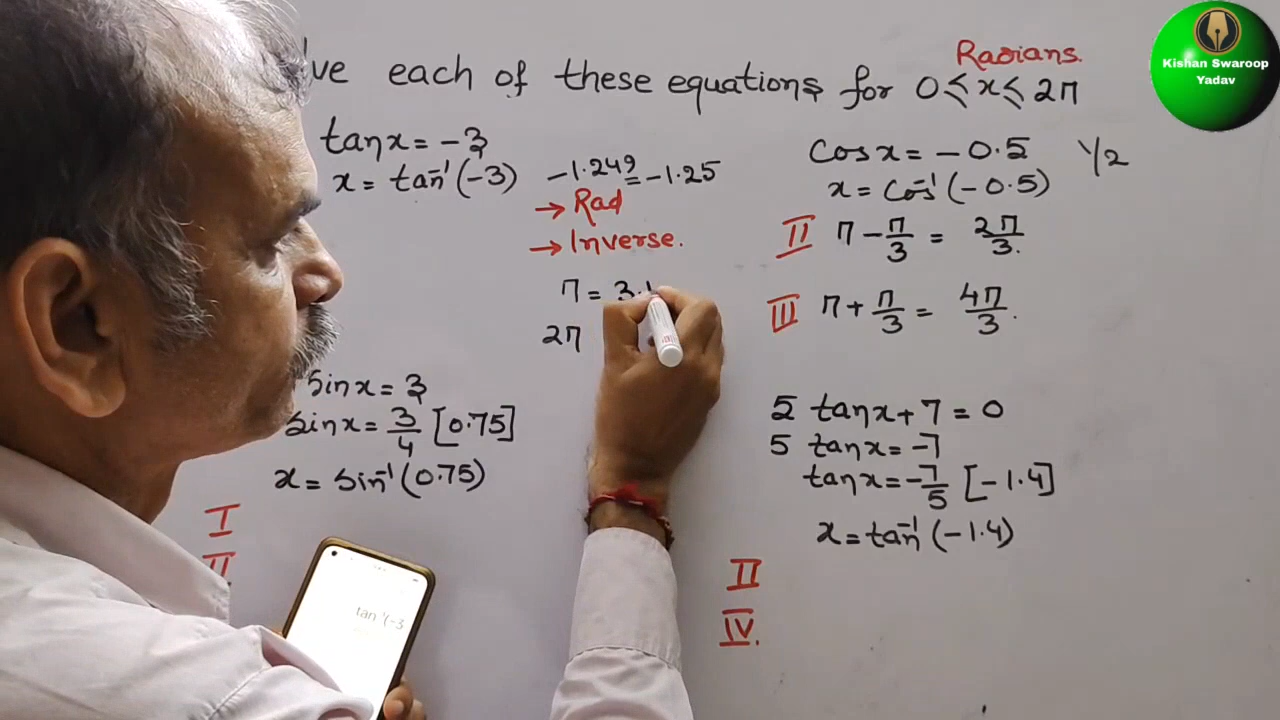 Radians.
ve each of these equations for 0 ≤ x ≤ 2π
tan x = -3
x = tan⁻¹(-3) -1.249 = -1.25
→ Rad
→ Inverse.
π = 3.1
2π
sin x = 3
sin x = 3/4 [0.75]
x = sin⁻¹(0.75)
I
II
tan⁻¹(-3
cos x = -0.5 1/2
x = cos⁻¹(-0.5)
II π - π/3 = 2π/3.
III π + π/3 = 4π/3.
5 tan x + 7 = 0
5 tan x = -7
tan x = -7/5 [-1.4]
x = tan⁻¹(-1.4)
II
IV.
Kishan Swaroop
Yadav